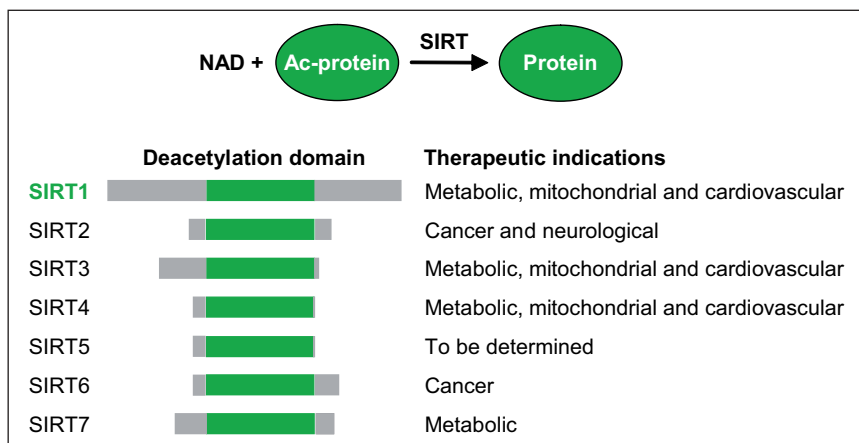 NAD + Ac-protein SIRT Protein
Deacetylation domain Therapeutic indications
SIRT1 Metabolic, mitochondrial and cardiovascular
SIRT2 Cancer and neurological
SIRT3 Metabolic, mitochondrial and cardiovascular
SIRT4 Metabolic, mitochondrial and cardiovascular
SIRT5 To be determined
SIRT6 Cancer
SIRT7 Metabolic